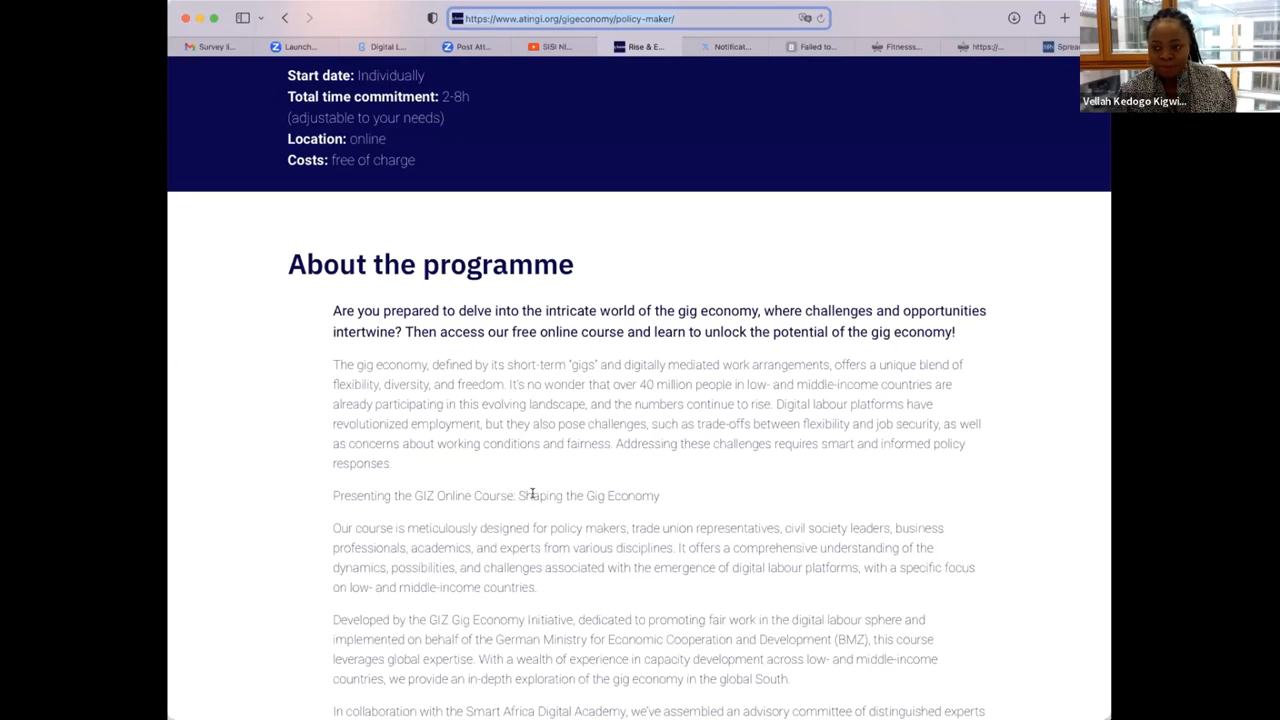 https://www.atingi.org/gigeconomy/policy-maker/
Survey li... Launch... Digital L... Post Att... SISI NI... Rise & E... Notificat... Failed to... Fitnesss... https://... Sprea
Vellah Kedogo Kigwi...
Start date: Individually
Total time commitment: 2-8h
(adjustable to your needs)
Location: online
Costs: free of charge
About the programme
Are you prepared to delve into the intricate world of the gig economy, where challenges and opportunities
intertwine? Then access our free online course and learn to unlock the potential of the gig economy!
The gig economy, defined by its short-term “gigs” and digitally mediated work arrangements, offers a unique blend of
flexibility, diversity, and freedom. It’s no wonder that over 40 million people in low- and middle-income countries are
already participating in this evolving landscape, and the numbers continue to rise. Digital labour platforms have
revolutionized employment, but they also pose challenges, such as trade-offs between flexibility and job security, as well
as concerns about working conditions and fairness. Addressing these challenges requires smart and informed policy
responses.
Presenting the GIZ Online Course: Shaping the Gig Economy
Our course is meticulously designed for policy makers, trade union representatives, civil society leaders, business
professionals, academics, and experts from various disciplines. It offers a comprehensive understanding of the
dynamics, possibilities, and challenges associated with the emergence of digital labour platforms, with a specific focus
on low- and middle-income countries.
Developed by the GIZ Gig Economy Initiative, dedicated to promoting fair work in the digital labour sphere and
implemented on behalf of the German Ministry for Economic Cooperation and Development (BMZ), this course
leverages global expertise. With a wealth of experience in capacity development across low- and middle-income
countries, we provide an in-depth exploration of the gig economy in the global South.
In collaboration with the Smart Africa Digital Academy, we’ve assembled an advisory committee of distinguished experts